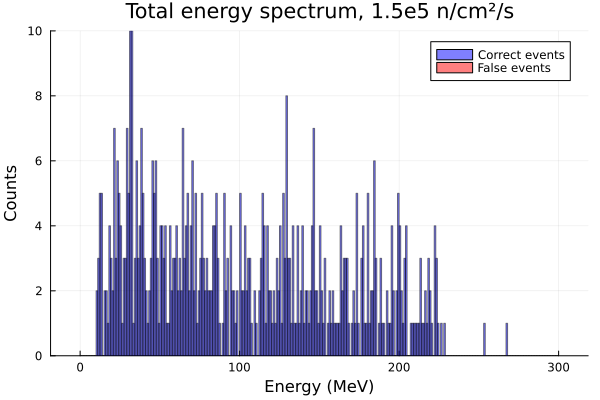 Total energy spectrum, 1.5e5 n/cm²/s
Correct events
False events
10
8
6
4
2
0
Counts
0 100 200 300
Energy (MeV)